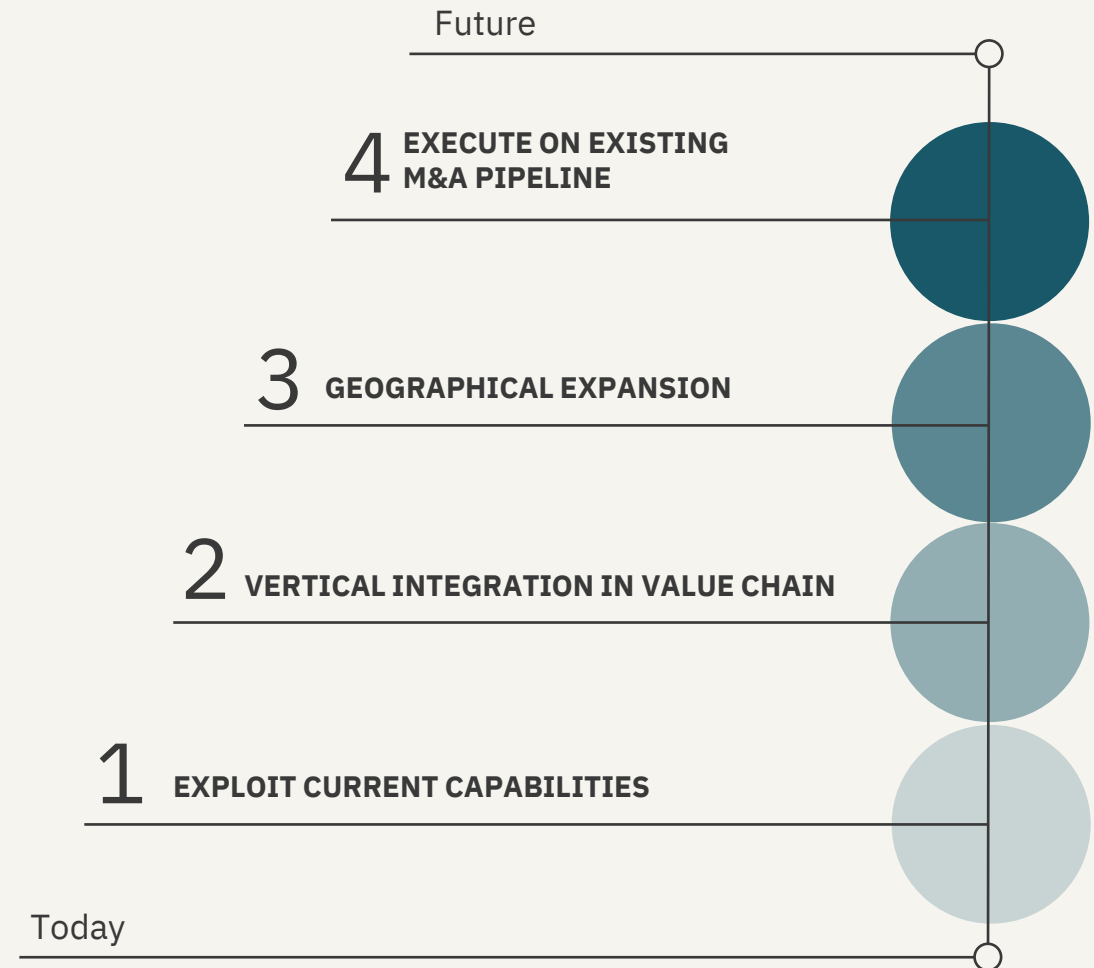 Future
4 EXECUTE ON EXISTING
M&A PIPELINE
3 GEOGRAPHICAL EXPANSION
2 VERTICAL INTEGRATION IN VALUE CHAIN
1 EXPLOIT CURRENT CAPABILITIES
Today